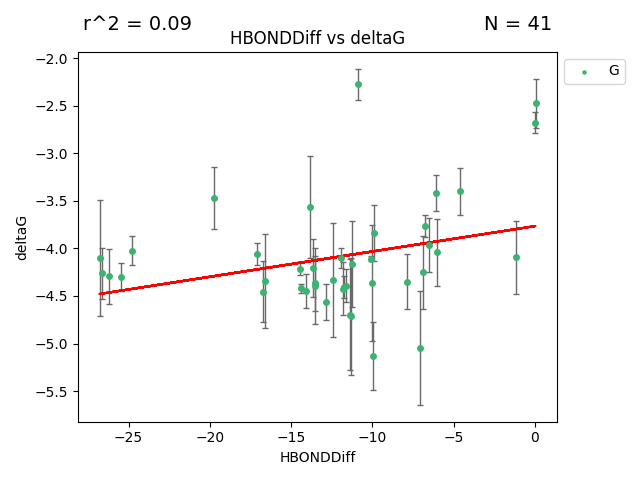 r^2 = 0.09
N = 41
HBONDDiff vs deltaG
G
−2.0
−2.5
−3.0
−3.5
−4.0
−4.5
−5.0
−5.5
deltaG
−25
−20
−15
−10
−5
0
HBONDDiff